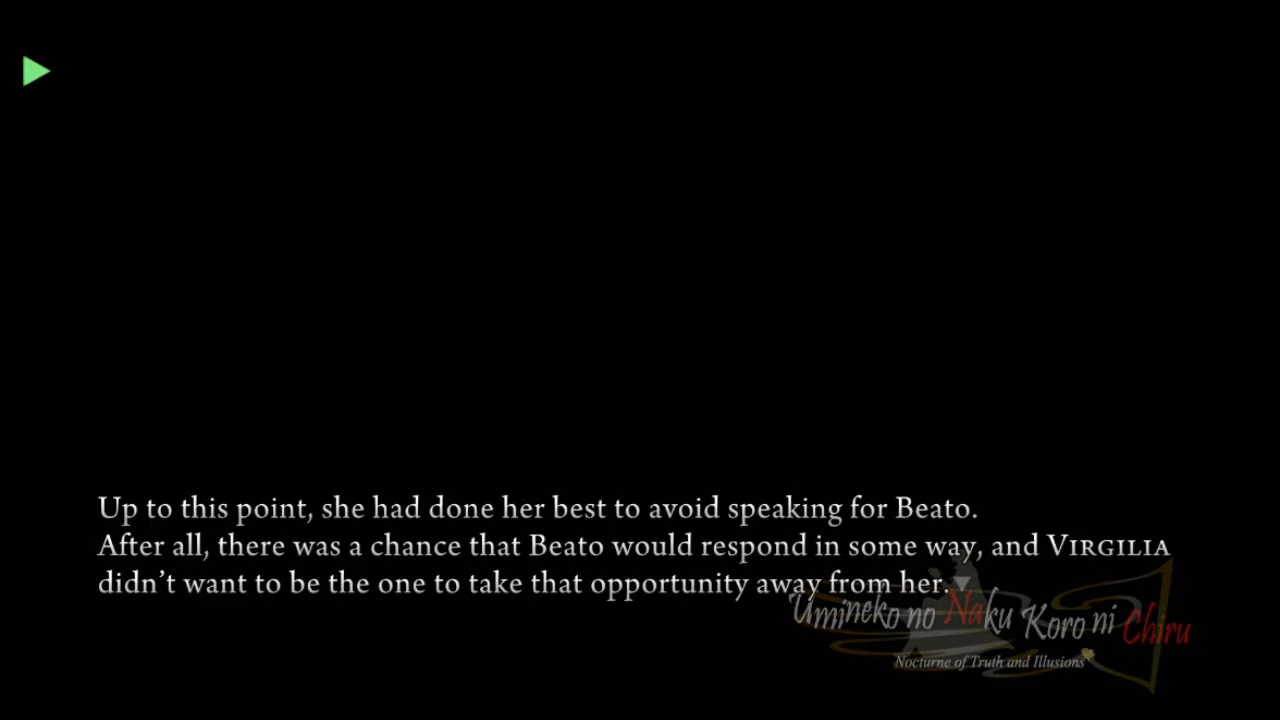 Up to this point, she had done her best to avoid speaking for Beato.
After all, there was a chance that Beato would respond in some way, and VIRGILIA
didn't want to be the one to take that opportunity away from her.
Umineko no Naku Koro ni Chiru
Nocturne of Truth and Illusions